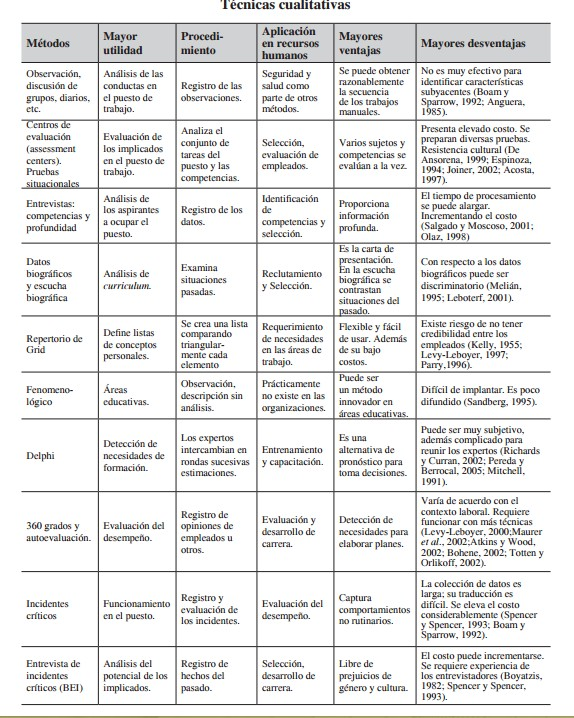 Técnicas cualitativas
Métodos
Mayor
utilidad
Procedi-
miento
Aplicación
en recursos
humanos
Mayores
ventajas
Mayores desventajas
Observación,
discusión de
grupos, diarios,
etc.
Análisis de las
conductas en
el puesto de
trabajo.
Registro de las
observaciones.
Seguridad y
salud como
parte de otros
métodos.
Se puede obtener
razonablemente
la secuencia
de los trabajos
manuales.
No es muy efectivo para
identificar características
subyacentes (Boam y
Sparrow, 1992; Anguera,
1985).
Centros de
evaluación
(assessment
centers).
Pruebas
situacionales
Evaluación de
los implicados
en el puesto de
trabajo.
Analiza el
conjunto de
tareas del
puesto y las
competencias.
Selección,
evaluación de
empleados.
Varios sujetos y
competencias se
evalúan a la vez.
Presenta elevado costo. Se
preparan diversas pruebas.
Resistencia cultural (De
Ansorena, 1999; Espinoza,
1994; Joiner, 2002; Acosta,
1997).
Entrevistas:
competencias y
profundidad
Análisis de
los aspirantes
a ocupar el
puesto.
Registro de los
datos.
Identificación
de
competencias y
selección.
Proporciona
información
profunda.
El tiempo de procesamiento
se puede alargar.
Incrementando el costo
(Salgado y Moscoso, 2001;
Olaz, 1998)
Datos
biográficos
y escucha
biográfica
Análisis de
curriculum.
Examina
situaciones
pasadas.
Reclutamiento
y Selección.
Es la carta de
presentación.
En la escucha
biográfica se
contrastan
situaciones del
pasado.
Con respecto a los datos
biográficos puede ser
discriminatorio (Melián,
1995; Leboterf, 2001).
Repertorio de
Grid
Define listas
de conceptos
personales.
Se crea una lista
comparando
triangular-
mente cada
elemento
Requerimiento
de necesidades
en las áreas de
trabajo.
Flexible y fácil
de usar. Además
de su bajo
costos.
Existe riesgo de no tener
credibilidad entre los
empleados (Kelly, 1955;
Levy-Leboyer, 1997;
Parry,1996).
Fenomeno-
lógico
Áreas
educativas.
Observación,
descripción sin
análisis.
Prácticamente
no existe en las
organizaciones.
Puede ser
un método
innovador en
áreas educativas.
Difícil de implantar. Es poco
difundido (Sandberg, 1995).
Delphi
Detección de
necesidades de
formación.
Los expertos
intercambian en
rondas sucesivas
estimaciones.
Entrenamiento
y capacitación.
Es una
alternativa de
pronóstico para
toma decisiones.
Puede ser muy subjetivo,
además complicado para
reunir los expertos (Richards
y Curran, 2002; Pereda y
Berrocal, 2005; Mitchell,
1991).
360 grados y
autoevaluación.
Evaluación del
desempeño.
Registro de
opiniones de
empleados u
otros.
Evaluación y
desarrollo de
carrera.
Detección de
necesidades para
elaborar planes.
Varía de acuerdo con el
contexto laboral. Requiere
funcionar con más técnicas
(Levy-Leboyer, 2000;Maurer
et al., 2002;Atkins y Wood,
2002; Bohene, 2002; Totten y
Orlikoff, 2002).
Incidentes
críticos
Funcionamiento
en el puesto.
Registro y
evaluación de
los incidentes.
Evaluación del
desempeño.
Captura
comportamientos
no rutinarios.
La colección de datos es
larga; su traducción es
difícil. Se eleva el costo
considerablemente (Spencer
y Spencer, 1993; Boam y
Sparrow, 1992).
Entrevista de
incidentes
críticos (BEI)
Análisis del
potencial de los
implicados.
Registro de
hechos del
pasado.
Selección,
desarrollo de
carrera.
Libre de
prejuicios de
género y cultura.
El costo puede incrementarse.
Se requiere experiencia de
los entrevistadores (Boyatzis,
1982; Spencer y Spencer,
1993).